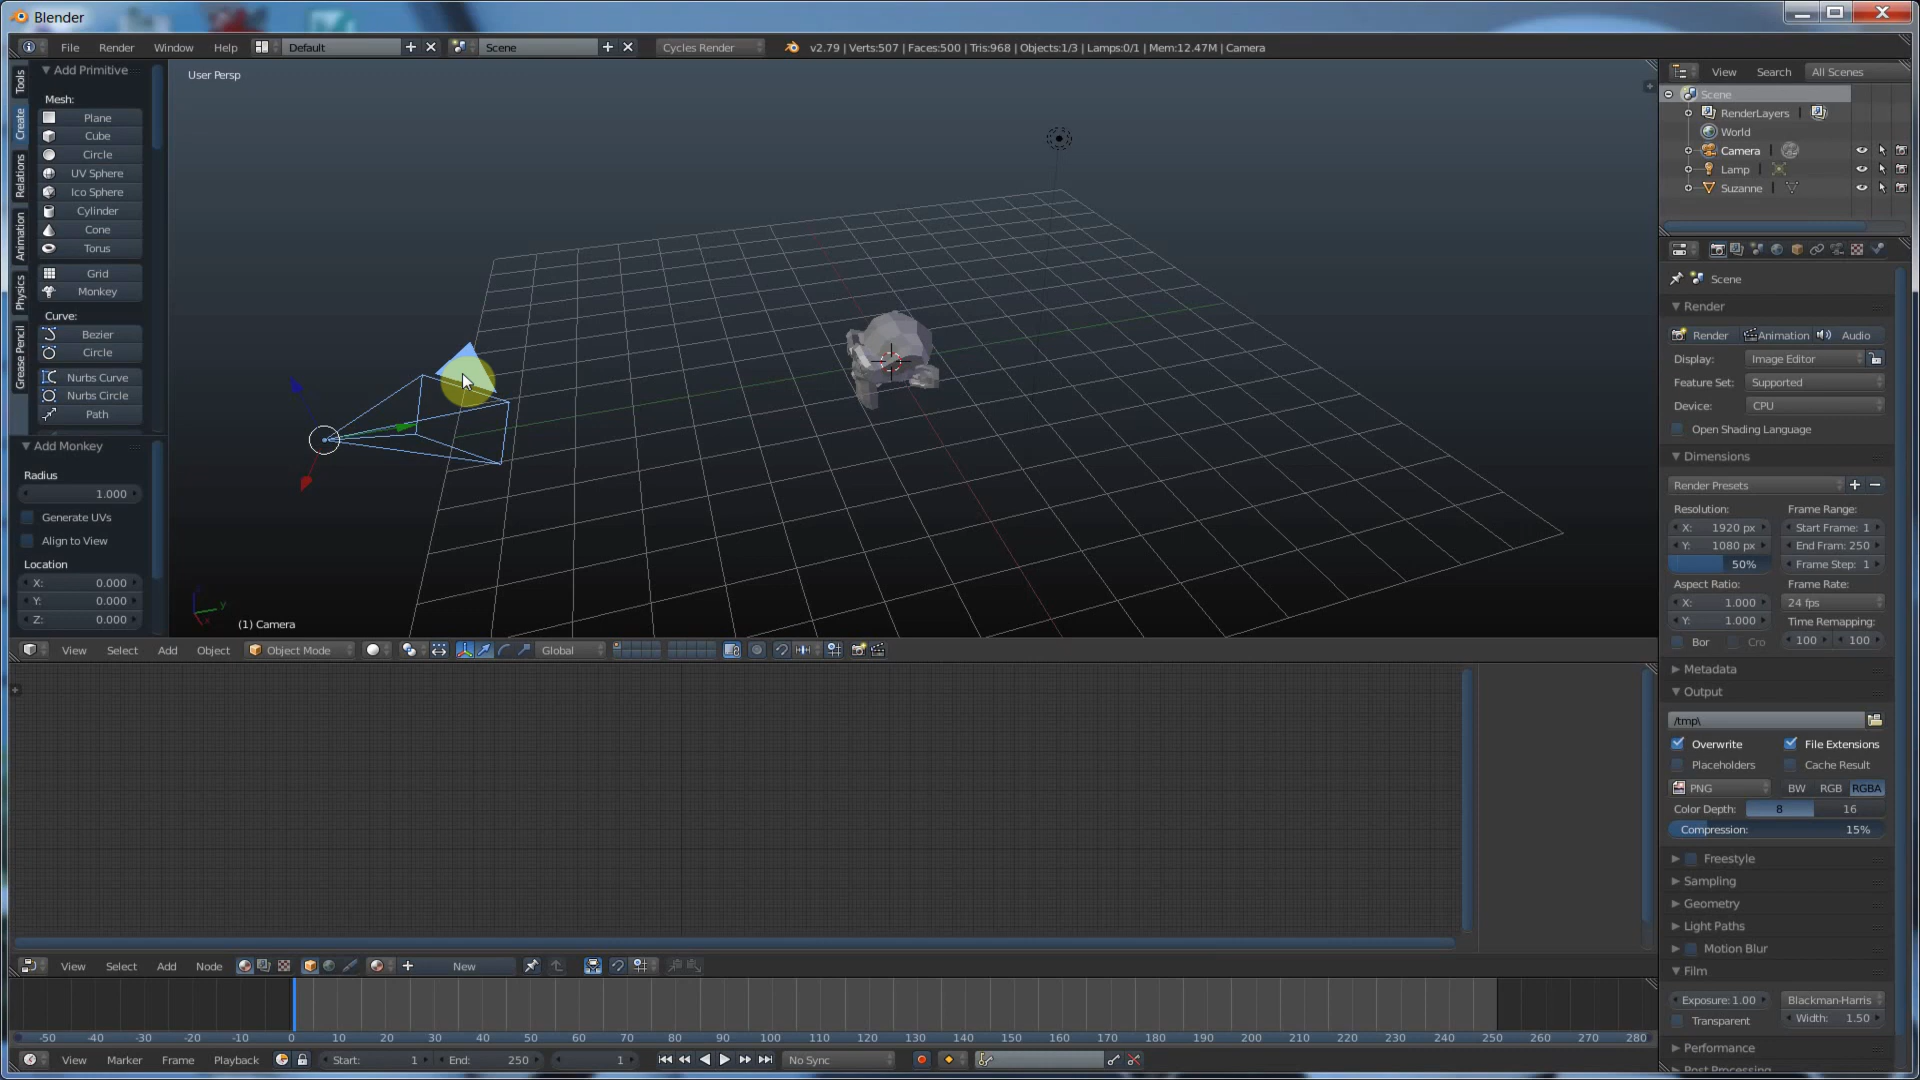 Blender
File Render Window Help Default Scene Cycles Render v2.79 | Verts:507 | Faces:500 | Tris:968 | Objects:1/3 | Lamps:0/1 | Mem:12.47M | Camera
Tools
Create
Relations
Animation
Physics
Grease Pencil
Add Primitive
Mesh:
Plane
Cube
Circle
UV Sphere
Ico Sphere
Cylinder
Cone
Torus
Grid
Monkey
Curve:
Bezier
Circle
Nurbs Curve
Nurbs Circle
Path
Add Monkey
Radius
1.000
Generate UVs
Align to View
Location
X: 0.000
Y: 0.000
Z: 0.000
User Persp
(1) Camera
View Select Add Object Object Mode Global
View Select Add Node New
-50 -40 -30 -20 -10 0 10 20 30 40 50 60 70 80 90 100 110 120 130 140 150 160 170 180 190 200 210 220 230 240 250 260 270 280
View Marker Frame Playback Start: 1 End: 250 1 No Sync
View Search All Scenes
Scene
RenderLayers
World
Camera
Lamp
Suzanne
Scene
Render
Render Animation Audio
Display: Image Editor
Feature Set: Supported
Device: CPU
Open Shading Language
Dimensions
Render Presets
Resolution: Frame Range:
X: 1920 px Start Frame: 1
Y: 1080 px End Fram: 250
50% Frame Step: 1
Aspect Ratio: Frame Rate:
X: 1.000 24 fps
Y: 1.000 Time Remapping:
Bor Cro 100 100
Metadata
Output
/tmp\
Overwrite File Extensions
Placeholders Cache Result
PNG BW RGB RGBA
Color Depth: 8 16
Compression: 15%
Freestyle
Sampling
Geometry
Light Paths
Motion Blur
Film
Exposure: 1.00 Blackman-Harris
Transparent Width: 1.50
Performance
Post Processing